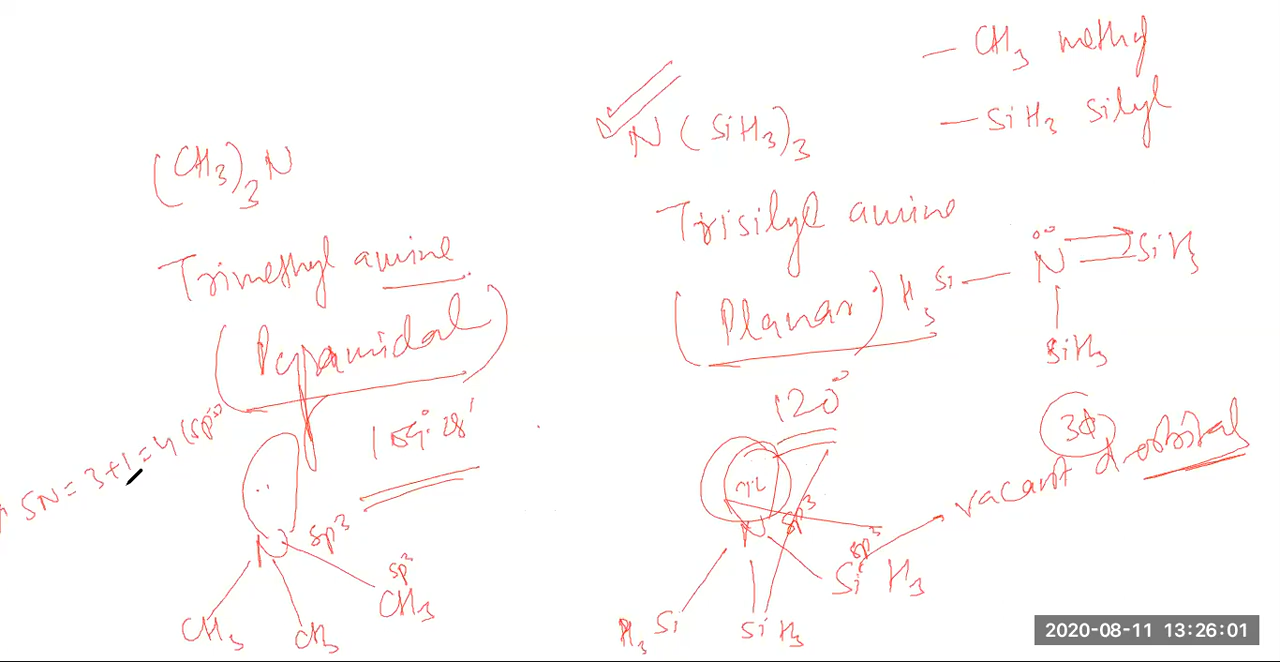 – CH3 methyl
– SiH3 silyl
N(SiH3)3
(CH3)3N
Trisilyl amine
Trimethyl amine
(Planar)
H3Si – N SiH3
SiH3
(Pyramidal)
120°
109°28'
3d
vacant d-orbital
SN = 3+1 = 4 (sp3)
N sp3
sp3
CH3
CH3
CH3
N sp3
sp3
SiH3
H3Si
SiH3
2020-08-11 13:26:01